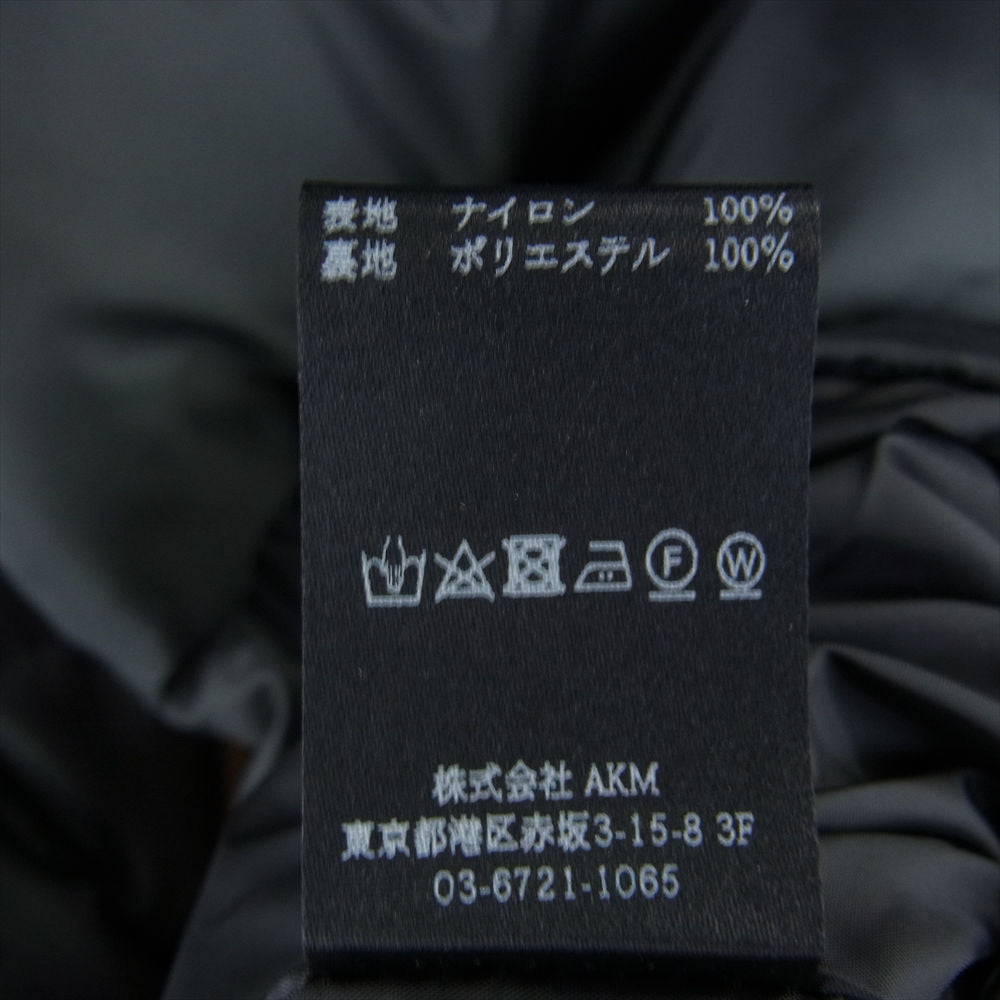 表地 ナイロン 100%
裏地 ポリエステル 100%
F W
株式会社 AKM
東京都港区赤坂3-15-8 3F
03-6721-1065